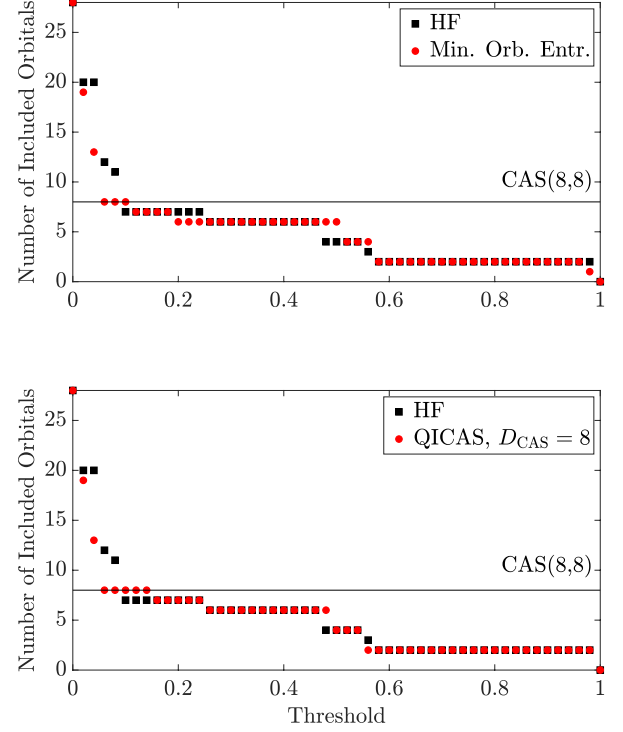 25
20
15
10
5
0
Number of Included Orbitals
HF
Min. Orb. Entr.
CAS(8,8)
0 0.2 0.4 0.6 0.8 1
25
20
15
10
5
0
Number of Included Orbitals
HF
QICAS, D_CAS = 8
CAS(8,8)
0 0.2 0.4 0.6 0.8 1
Threshold